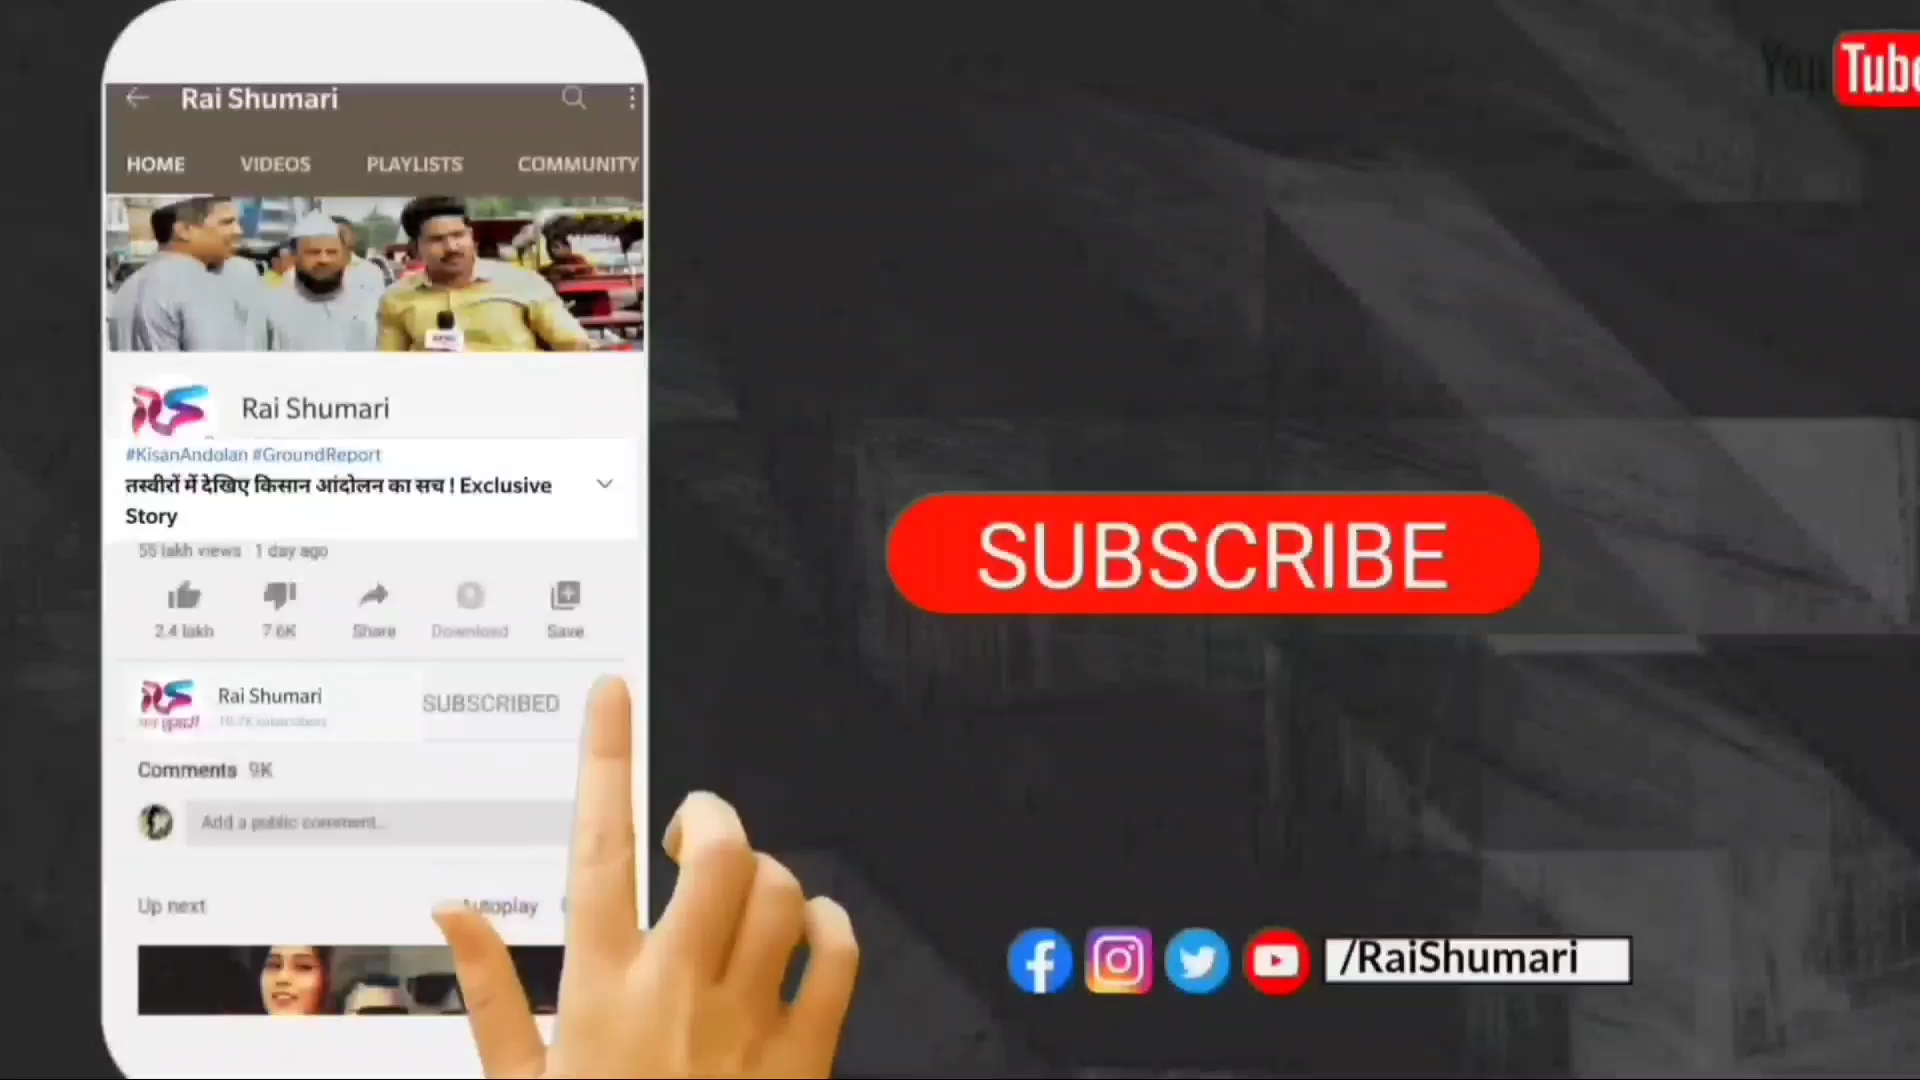 YouTube
Rai Shumari
HOME VIDEOS PLAYLISTS COMMUNITY
Rai Shumari
#KisanAndolan #GroundReport
तस्वीरों में देखिए किसान आंदोलन का सच ! Exclusive
Story
55 lakh views · 1 day ago
2.4 lakh 7.6K Share Download Save
Rai Shumari
SUBSCRIBED
Comments 9K
Add a public comment...
Up next Autoplay
SUBSCRIBE
/RaiShumari